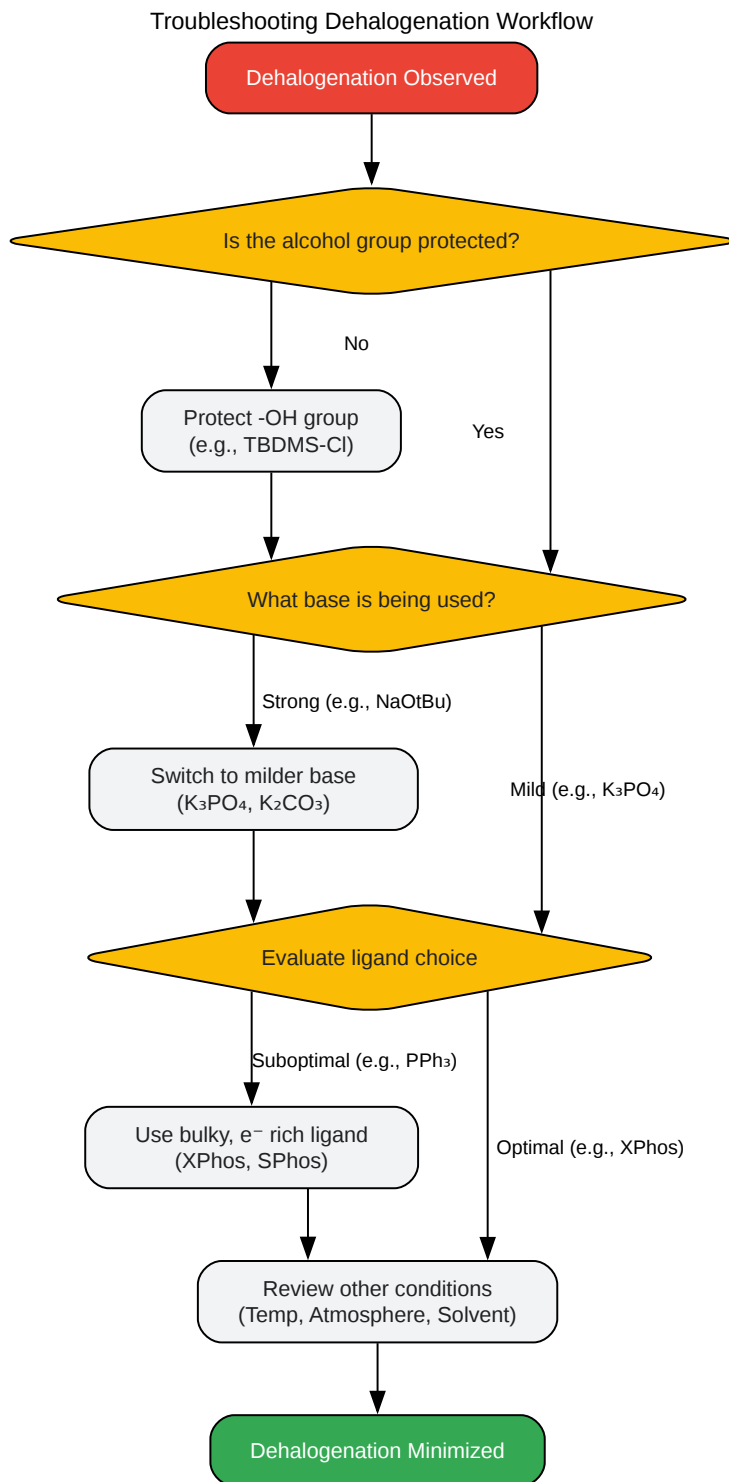 Troubleshooting Dehalogenation Workflow
Dehalogenation Observed
Is the alcohol group protected?
No
Protect -OH group
(e.g., TBDMS-Cl)
Yes
What base is being used?
Strong (e.g., NaOtBu)
Switch to milder base
(K₃PO₄, K₂CO₃)
Mild (e.g., K₃PO₄)
Evaluate ligand choice
Suboptimal (e.g., PPh₃)
Use bulky, e⁻ rich ligand
(XPhos, SPhos)
Optimal (e.g., XPhos)
Review other conditions
(Temp, Atmosphere, Solvent)
Dehalogenation Minimized